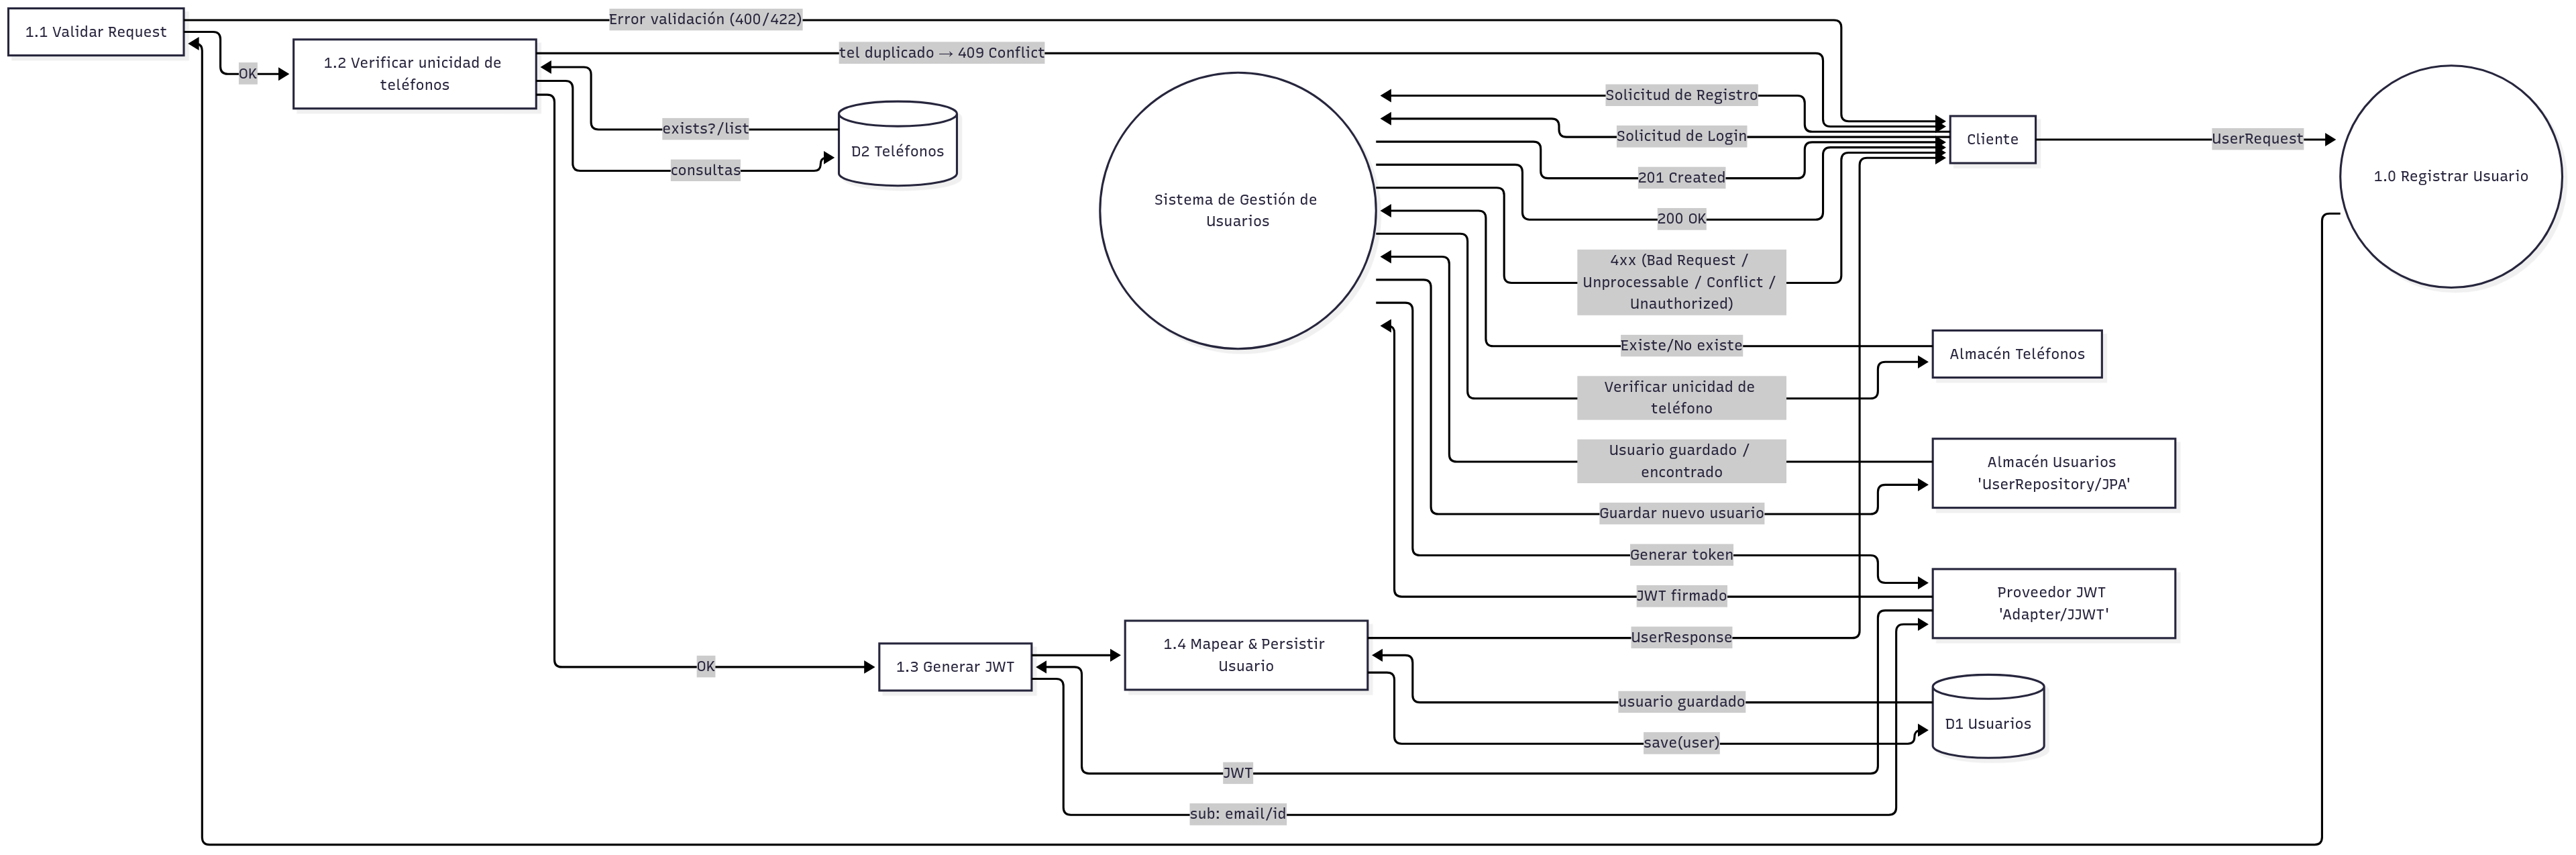 Error validación (400/422)
1.1 Validar Request
tel duplicado → 409 Conflict
1.2 Verificar unicidad de
teléfonos
OK
Solicitud de Registro
exists?/list
Solicitud de Login
Cliente
UserRequest
D2 Teléfonos
consultas
201 Created
1.0 Registrar Usuario
Sistema de Gestión de
Usuarios
200 OK
4xx (Bad Request /
Unprocessable / Conflict /
Unauthorized)
Existe/No existe
Almacén Teléfonos
Verificar unicidad de
teléfono
Usuario guardado /
encontrado
Almacén Usuarios
'UserRepository/JPA'
Guardar nuevo usuario
Generar token
JWT firmado
Proveedor JWT
'Adapter/JJWT'
UserResponse
OK
1.3 Generar JWT
1.4 Mapear & Persistir
Usuario
usuario guardado
D1 Usuarios
save(user)
JWT
sub: email/id